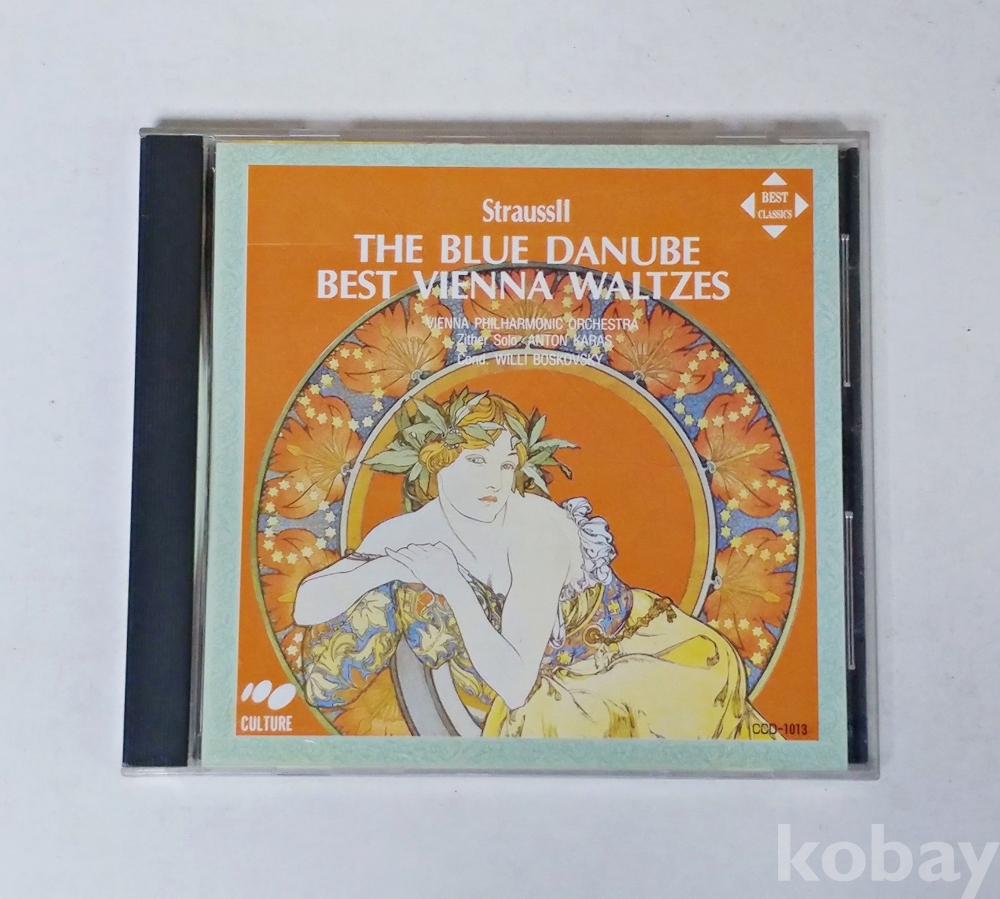 StraussII
BEST
CLASSICS
THE BLUE DANUBE
BEST VIENNA WALTZES
VIENNA PHILHARMONIC ORCHESTRA
Zither Solo: ANTON KARAS
Cond: WILLI BOSKOVSKY
CULTURE
CCD-1013
kobay